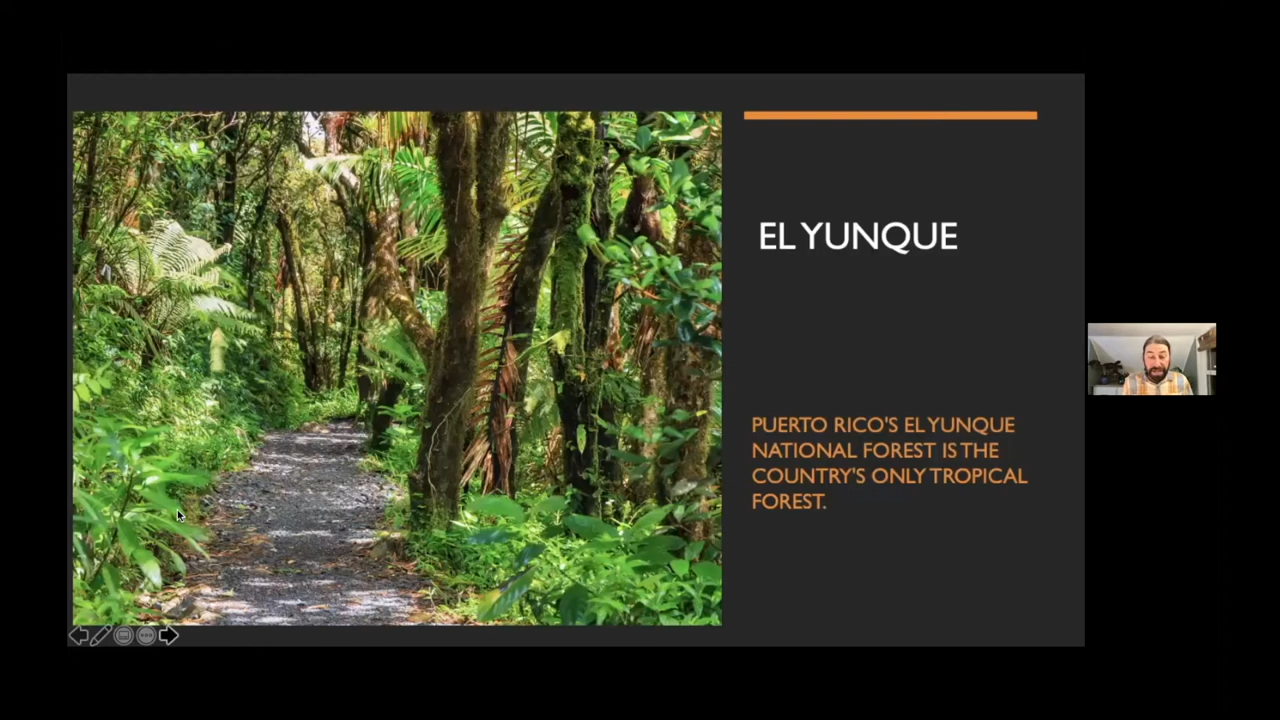 EL YUNQUE
PUERTO RICO'S EL YUNQUE
NATIONAL FOREST IS THE
COUNTRY'S ONLY TROPICAL
FOREST.